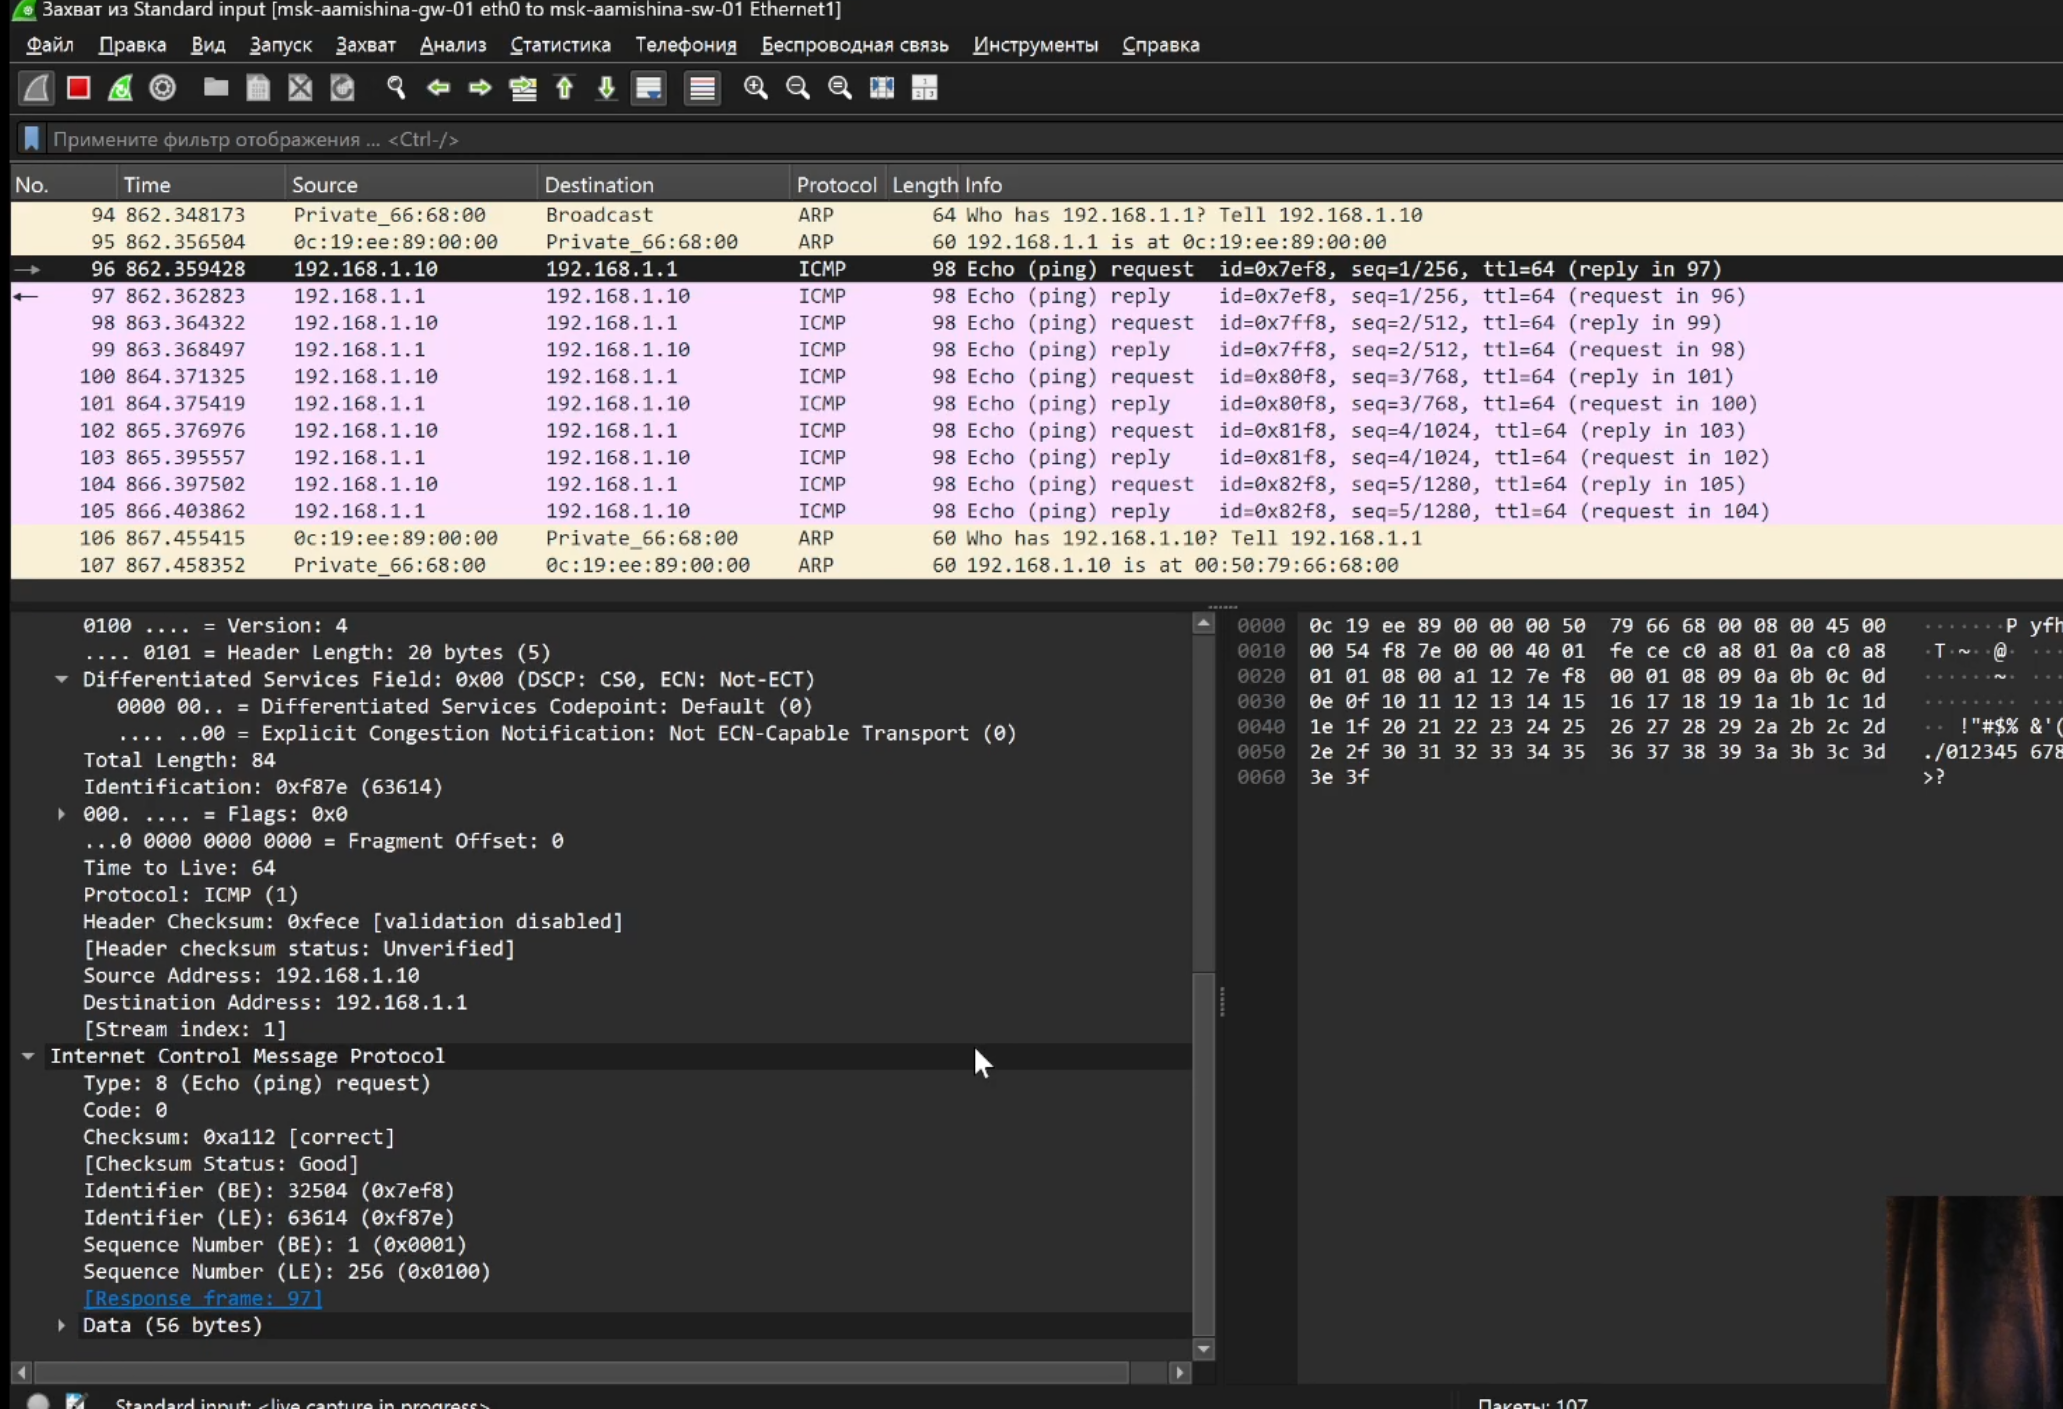 Захват из Standard input [msk-aamishina-gw-01 eth0 to msk-aamishina-sw-01 Ethernet1]
Файл Правка Вид Запуск Захват Анализ Статистика Телефония Беспроводная связь Инструменты Справка
Примените фильтр отображения ... <Ctrl-/>
No. Time Source Destination Protocol Length Info
94 862.348173 Private_66:68:00 Broadcast ARP 64 Who has 192.168.1.1? Tell 192.168.1.10
95 862.356504 0c:19:ee:89:00:00 Private_66:68:00 ARP 60 192.168.1.1 is at 0c:19:ee:89:00:00
96 862.359428 192.168.1.10 192.168.1.1 ICMP 98 Echo (ping) request id=0x7ef8, seq=1/256, ttl=64 (reply in 97)
97 862.362823 192.168.1.1 192.168.1.10 ICMP 98 Echo (ping) reply id=0x7ef8, seq=1/256, ttl=64 (request in 96)
98 863.364322 192.168.1.10 192.168.1.1 ICMP 98 Echo (ping) request id=0x7ff8, seq=2/512, ttl=64 (reply in 99)
99 863.368497 192.168.1.1 192.168.1.10 ICMP 98 Echo (ping) reply id=0x7ff8, seq=2/512, ttl=64 (request in 98)
100 864.371325 192.168.1.10 192.168.1.1 ICMP 98 Echo (ping) request id=0x80f8, seq=3/768, ttl=64 (reply in 101)
101 864.375419 192.168.1.1 192.168.1.10 ICMP 98 Echo (ping) reply id=0x80f8, seq=3/768, ttl=64 (request in 100)
102 865.376976 192.168.1.10 192.168.1.1 ICMP 98 Echo (ping) request id=0x81f8, seq=4/1024, ttl=64 (reply in 103)
103 865.395557 192.168.1.1 192.168.1.10 ICMP 98 Echo (ping) reply id=0x81f8, seq=4/1024, ttl=64 (request in 102)
104 866.397502 192.168.1.10 192.168.1.1 ICMP 98 Echo (ping) request id=0x82f8, seq=5/1280, ttl=64 (reply in 105)
105 866.403862 192.168.1.1 192.168.1.10 ICMP 98 Echo (ping) reply id=0x82f8, seq=5/1280, ttl=64 (request in 104)
106 867.455415 0c:19:ee:89:00:00 Private_66:68:00 ARP 60 Who has 192.168.1.10? Tell 192.168.1.1
107 867.458352 Private_66:68:00 0c:19:ee:89:00:00 ARP 60 192.168.1.10 is at 00:50:79:66:68:00
0100 .... = Version: 4
.... 0101 = Header Length: 20 bytes (5)
Differentiated Services Field: 0x00 (DSCP: CS0, ECN: Not-ECT)
0000 00.. = Differentiated Services Codepoint: Default (0)
.... ..00 = Explicit Congestion Notification: Not ECN-Capable Transport (0)
Total Length: 84
Identification: 0xf87e (63614)
000. .... = Flags: 0x0
...0 0000 0000 0000 = Fragment Offset: 0
Time to Live: 64
Protocol: ICMP (1)
Header Checksum: 0xfece [validation disabled]
[Header checksum status: Unverified]
Source Address: 192.168.1.10
Destination Address: 192.168.1.1
[Stream index: 1]
Internet Control Message Protocol
Type: 8 (Echo (ping) request)
Code: 0
Checksum: 0xa112 [correct]
[Checksum Status: Good]
Identifier (BE): 32504 (0x7ef8)
Identifier (LE): 63614 (0xf87e)
Sequence Number (BE): 1 (0x0001)
Sequence Number (LE): 256 (0x0100)
[Response frame: 97]
Data (56 bytes)
0000 0c 19 ee 89 00 00 00 50 79 66 68 00 08 00 45 00 ·······P yfh
0010 00 54 f8 7e 00 00 40 01 fe ce c0 a8 01 0a c0 a8 ·T·~··@· ···
0020 01 01 08 00 a1 12 7e f8 00 01 08 09 0a 0b 0c 0d ······~· ····
0030 0e 0f 10 11 12 13 14 15 16 17 18 19 1a 1b 1c 1d ········ ····
0040 1e 1f 20 21 22 23 24 25 26 27 28 29 2a 2b 2c 2d ·· !"#$% &'(
0050 2e 2f 30 31 32 33 34 35 36 37 38 39 3a 3b 3c 3d ./012345 678
0060 3e 3f >?
Standard input: <live capture in progress>
Пакеты: 107